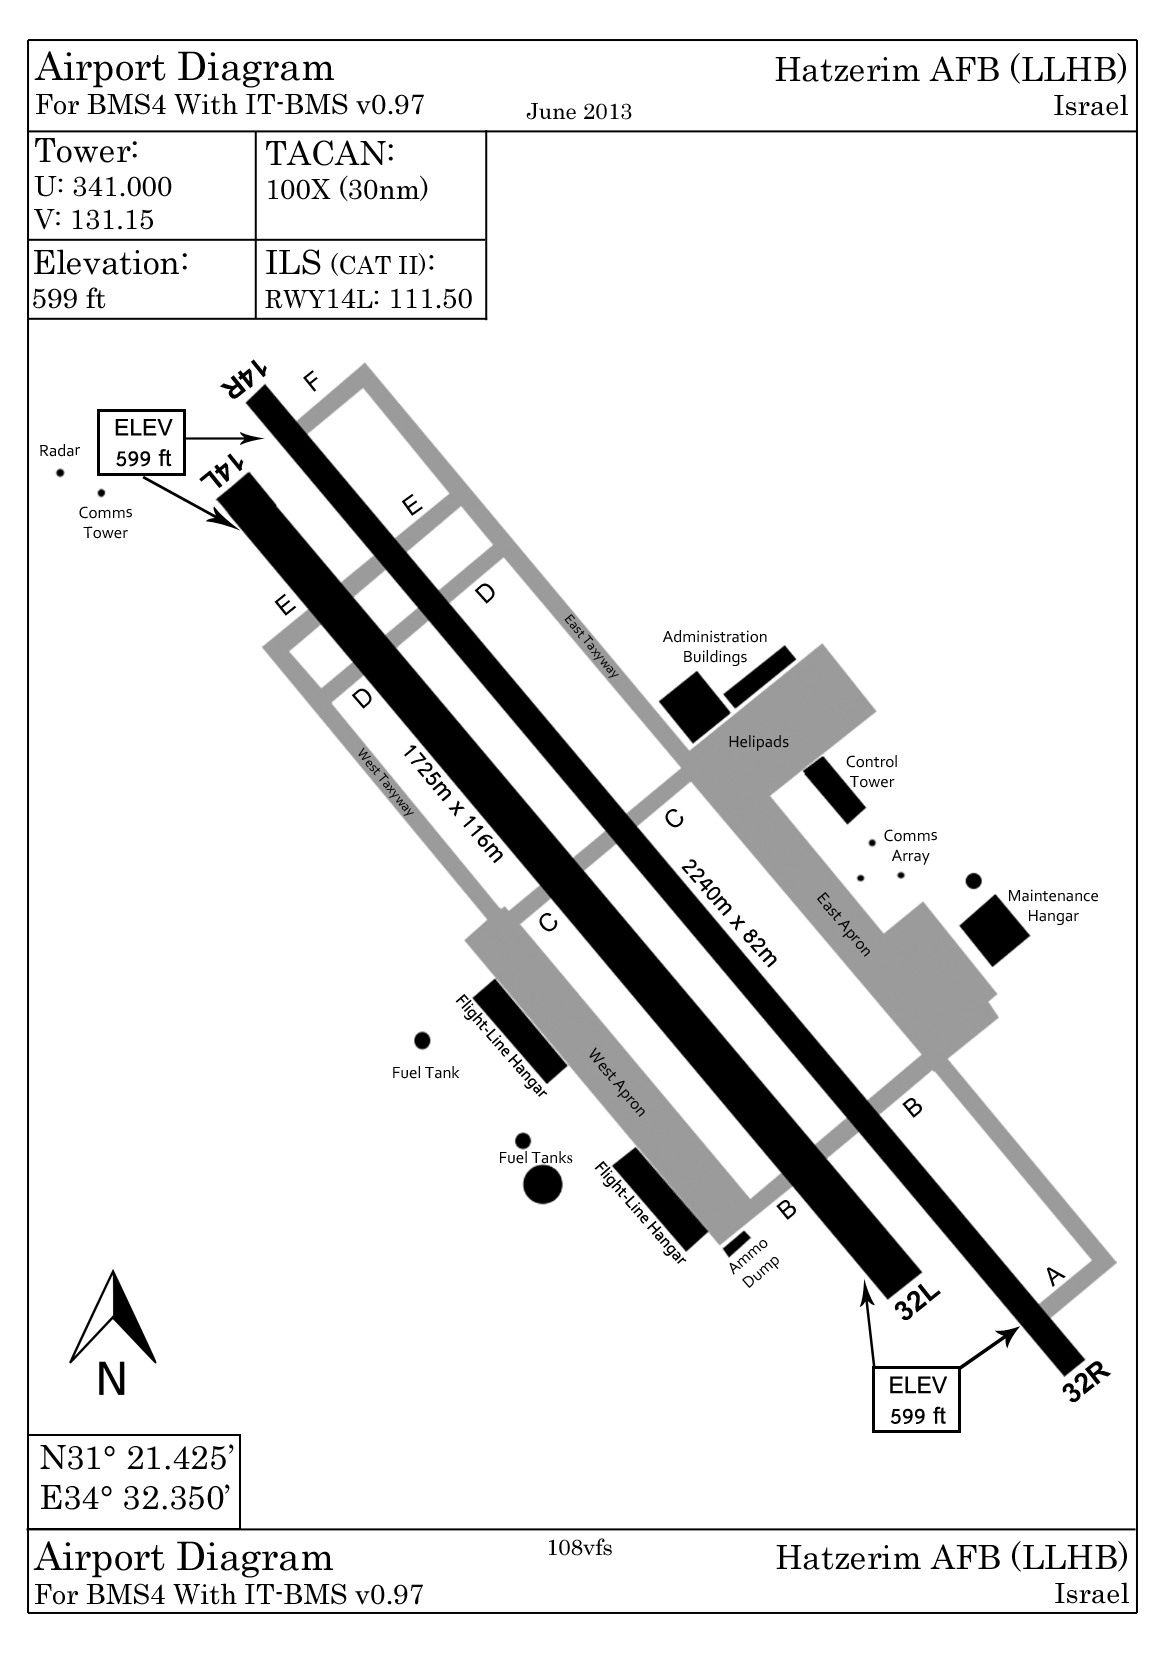 Airport Diagram
For BMS4 With IT-BMS v0.97
June 2013
Hatzerim AFB (LLHB)
Israel
Tower:
U: 341.000
V: 131.15
TACAN:
100X (30nm)
Elevation:
599 ft
ILS (CAT II):
RWY14L: 111.50
14R
F
ELEV
599 ft
Radar
14L
Comms
Tower
E
E
D
D
East Taxyway
West Taxyway
Administration
Buildings
Helipads
Control
Tower
1725m x 116m
C
C
2240m x 82m
Comms
Array
Maintenance
Hangar
East Apron
Flight-Line Hangar
West Apron
Fuel Tank
Fuel Tanks
Flight-Line Hangar
B
B
Ammo
Dump
A
32L
32R
ELEV
599 ft
N
N31° 21.425’
E34° 32.350’
Airport Diagram
For BMS4 With IT-BMS v0.97
108vfs
Hatzerim AFB (LLHB)
Israel